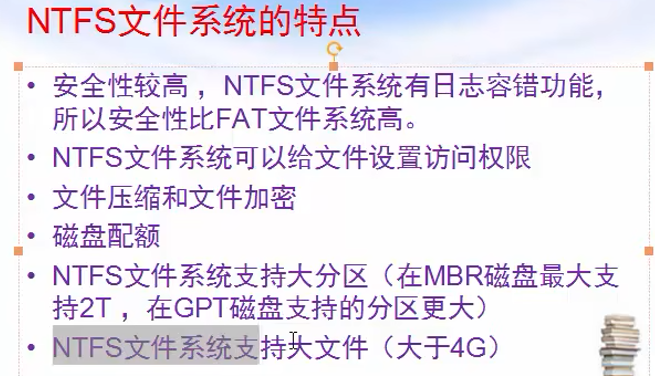 NTFS文件系统的特点
• 安全性较高 ，NTFS文件系统有日志容错功能，
所以安全性比FAT文件系统高。
• NTFS文件系统可以给文件设置访问权限
• 文件压缩和文件加密
• 磁盘配额
• NTFS文件系统支持大分区（在MBR磁盘最大支
持2T ，在GPT磁盘支持的分区更大）
• NTFS文件系统支持大文件（大于4G）